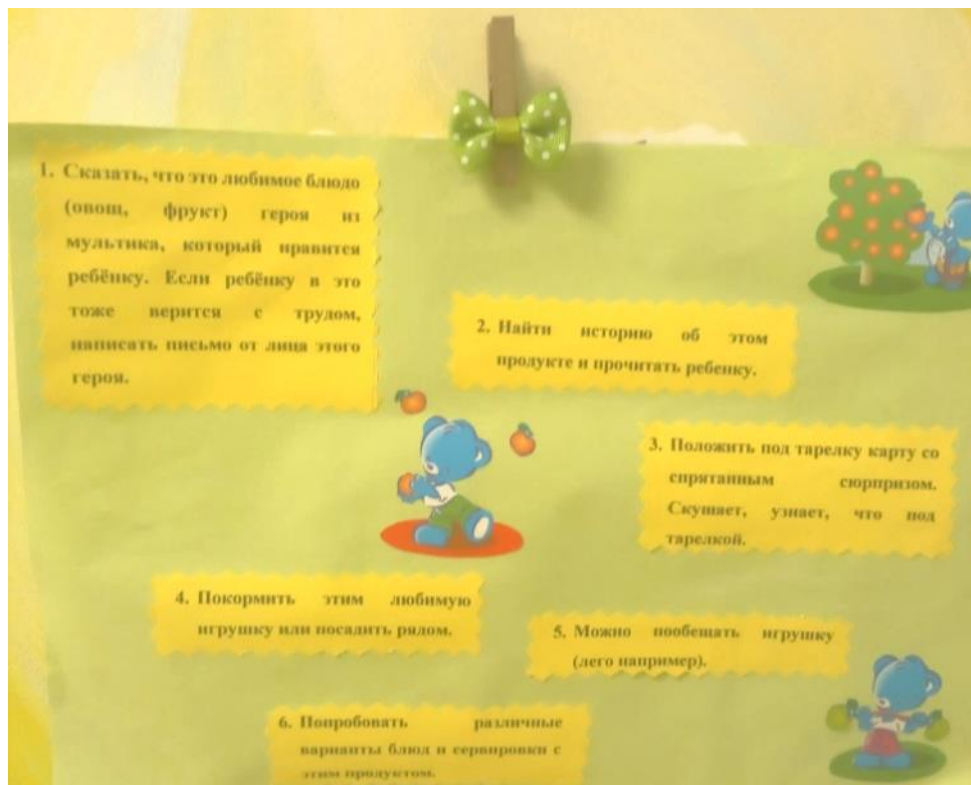 1. Сказать, что это любимое блюдо
(овощ, фрукт) героя из
мультика, который нравится
ребёнку. Если ребёнку в это
тоже верится с трудом,
написать письмо от лица этого
героя.
2. Найти историю об этом
продукте и прочитать ребенку.
3. Положить под тарелку карту со
спрятанным сюрпризом.
Скушает, узнает, что под
тарелкой.
4. Покормить этим любимую
игрушку или посадить рядом.
5. Можно пообещать игрушку
(лего например).
6. Попробовать различные
варианты блюд и сервировки с
этим продуктом.